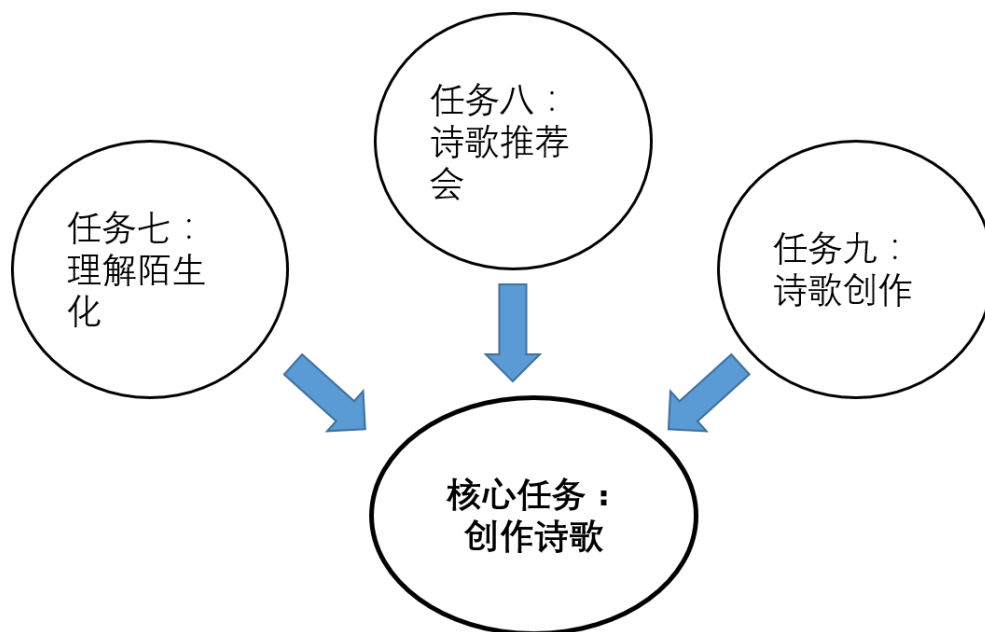 任务七：
理解陌生
化
任务八：
诗歌推荐
会
任务九：
诗歌创作
核心任务：
创作诗歌